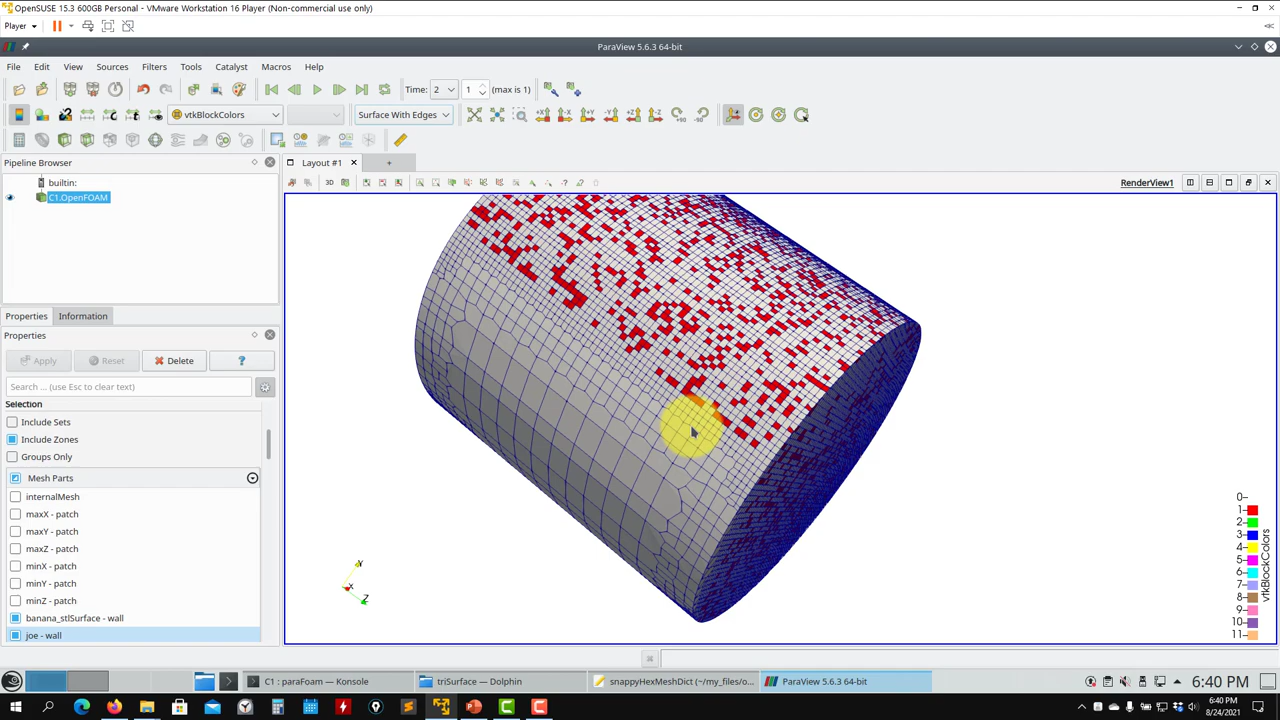 OpenSUSE 15.3 600GB Personal - VMware Workstation 16 Player (Non-commercial use only)
Player
ParaView 5.6.3 64-bit
File Edit View Sources Filters Tools Catalyst Macros Help
Time: 2 1 (max is 1)
vtkBlockColors Surface With Edges +X -X +Y -Y +Z -Z +90 -90
Pipeline Browser Layout #1 +
builtin: 3D RenderView1
C1.OpenFOAM
Properties Information
Properties
Apply Reset Delete ?
Search ... (use Esc to clear text)
Selection
Include Sets
Include Zones
Groups Only
Mesh Parts
internalMesh
maxX - patch
maxY - patch
maxZ - patch
minX - patch
minY - patch
minZ - patch
banana_stlSurface - wall
joe - wall
Y
X
Z
0
1
2
3
4
5
6
7
8
9
10
11
vtkBlockColors
C1 : paraFoam — Konsole triSurface — Dolphin snappyHexMeshDict (~/my_files/o... ParaView 5.6.3 64-bit 6:40 PM
6:40 PM
8/24/2021